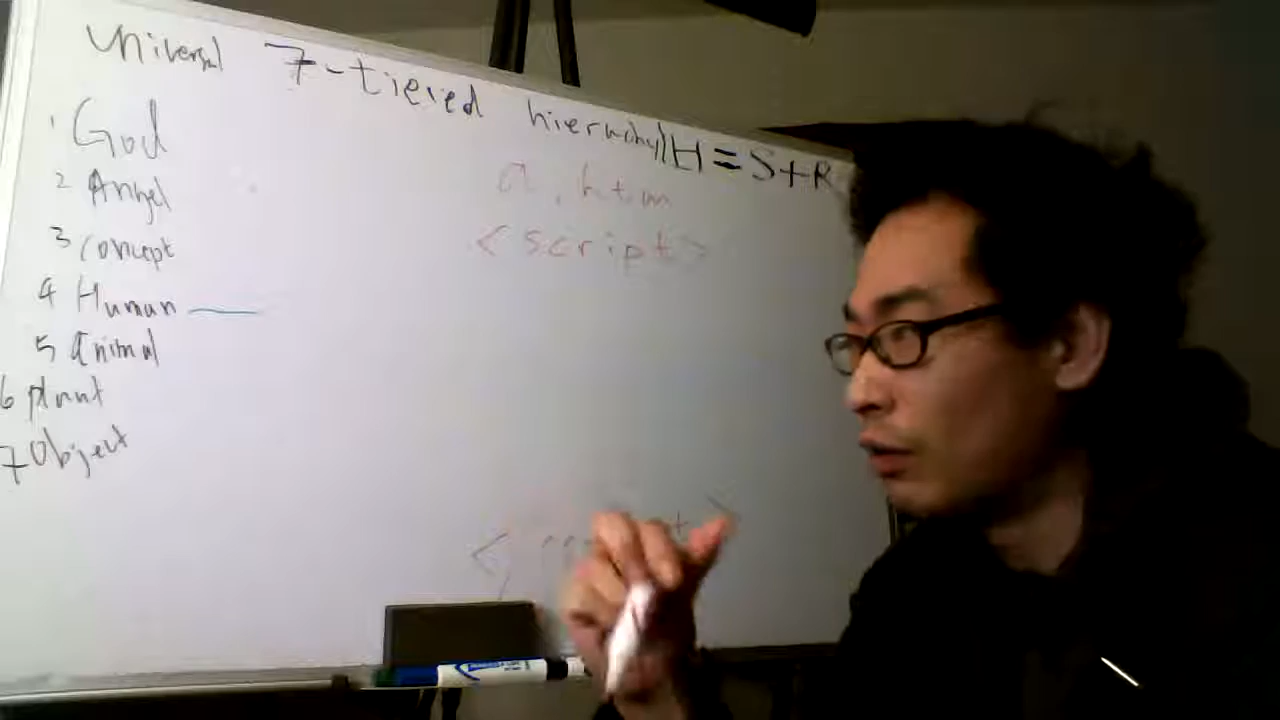 Universal 7-tiered hierarchy H = S+R
1 God
2 Angel
3 Concept
4 Human
5 animal
6 plant
7 Object
a.htm
<script>
</